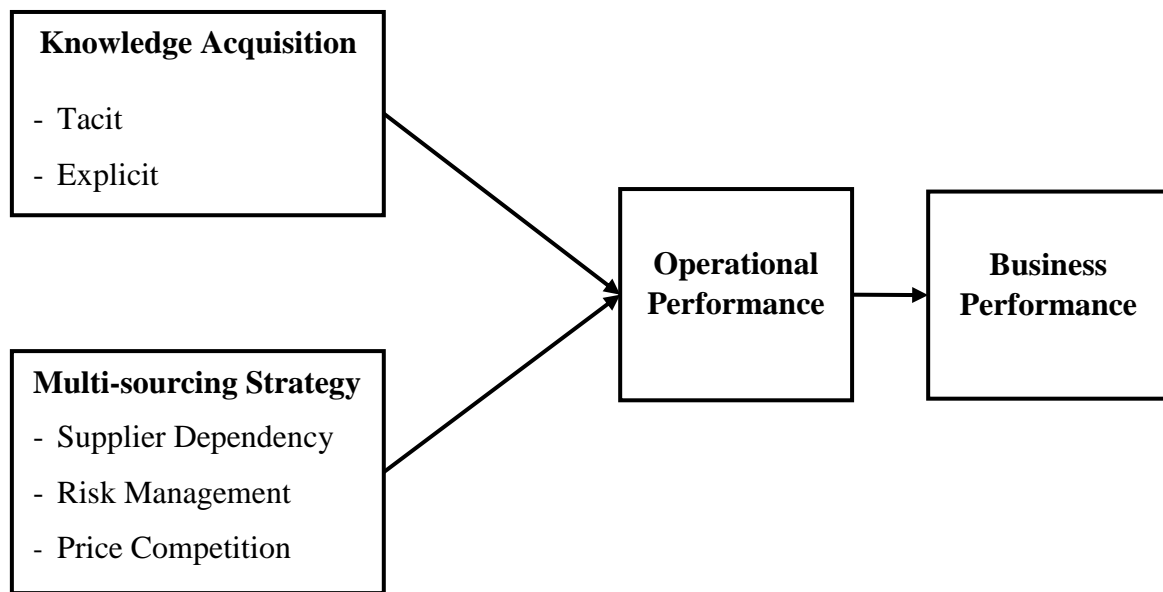 Knowledge Acquisition
- Tacit
- Explicit
Multi-sourcing Strategy
- Supplier Dependency
- Risk Management
- Price Competition
Operational
Performance
Business
Performance